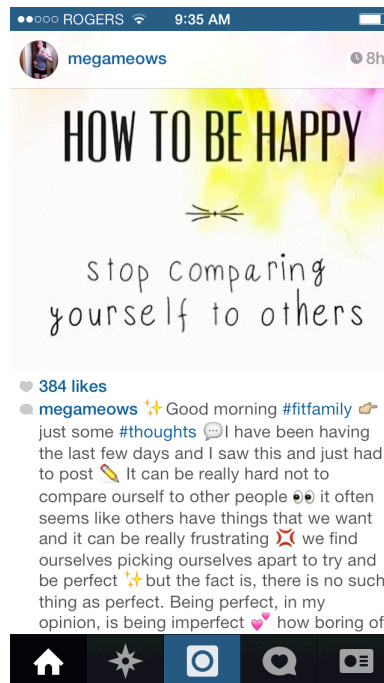 ●●○○○ ROGERS 9:35 AM
megameows 8h
HOW TO BE HAPPY
stop comparing
yourself to others
384 likes
megameows ✨Good morning #fitfamily 👉
just some #thoughts 💬I have been having
the last few days and I saw this and just had
to post ✏️ It can be really hard not to
compare ourself to other people 👀 it often
seems like others have things that we want
and it can be really frustrating 💢 we find
ourselves picking ourselves apart to try and
be perfect ✨but the fact is, there is no such
thing as perfect. Being perfect, in my
opinion, is being imperfect 💕 how boring of